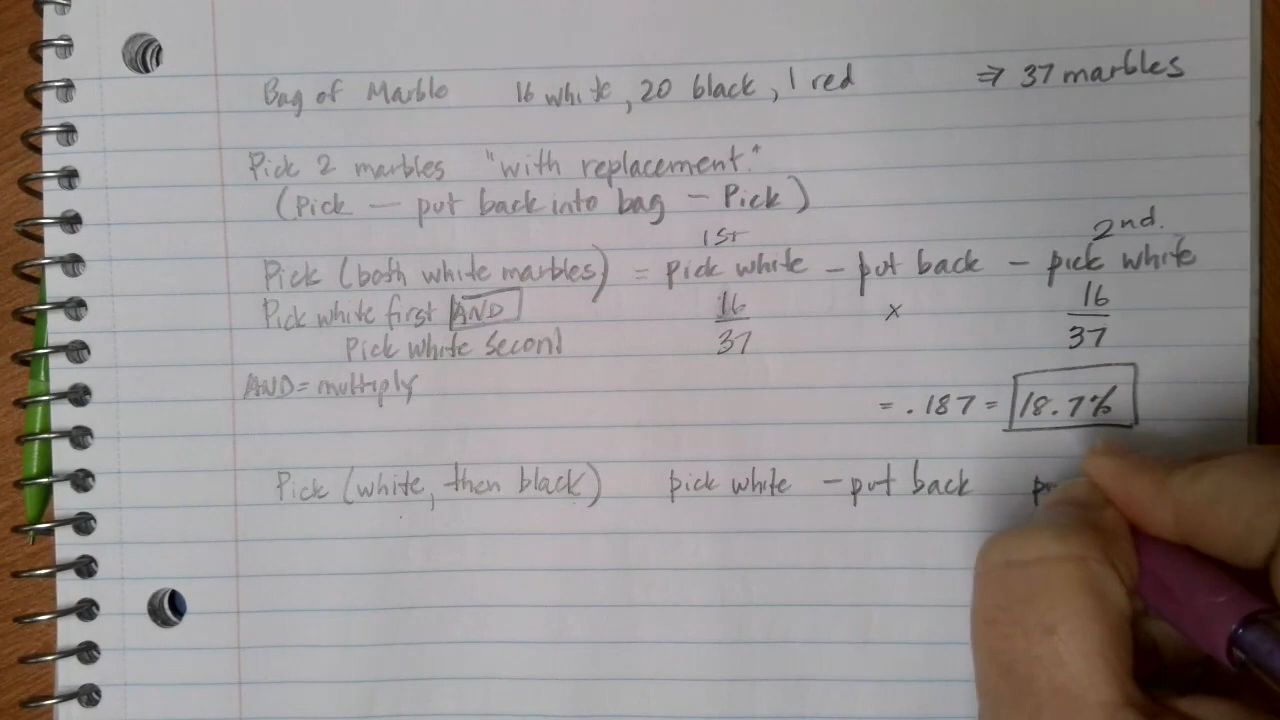 Bag of Marble 16 white, 20 black, 1 red ⇒ 37 marbles
Pick 2 marbles "with replacement."
(Pick — put back into bag — Pick)
1st 2nd.
Pick (both white marbles) = pick white - put back - pick white
Pick white first AND 16/37 x 16/37
Pick white second
AND = multiply
= .187 = 18.7%
Pick (white, then black) pick white - put back